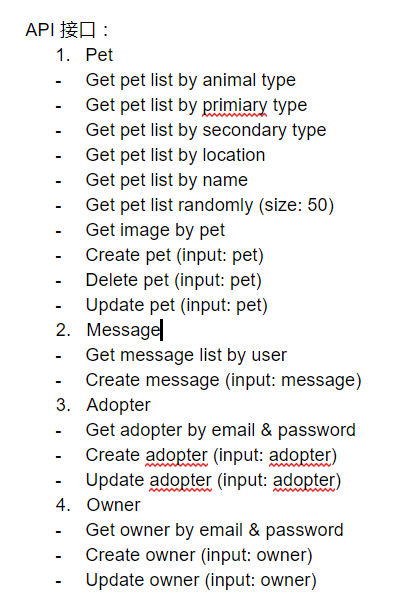 API 接口：
1. Pet
- Get pet list by animal type
- Get pet list by primiary type
- Get pet list by secondary type
- Get pet list by location
- Get pet list by name
- Get pet list randomly (size: 50)
- Get image by pet
- Create pet (input: pet)
- Delete pet (input: pet)
- Update pet (input: pet)
2. Message
- Get message list by user
- Create message (input: message)
3. Adopter
- Get adopter by email & password
- Create adopter (input: adopter)
- Update adopter (input: adopter)
4. Owner
- Get owner by email & password
- Create owner (input: owner)
- Update owner (input: owner)